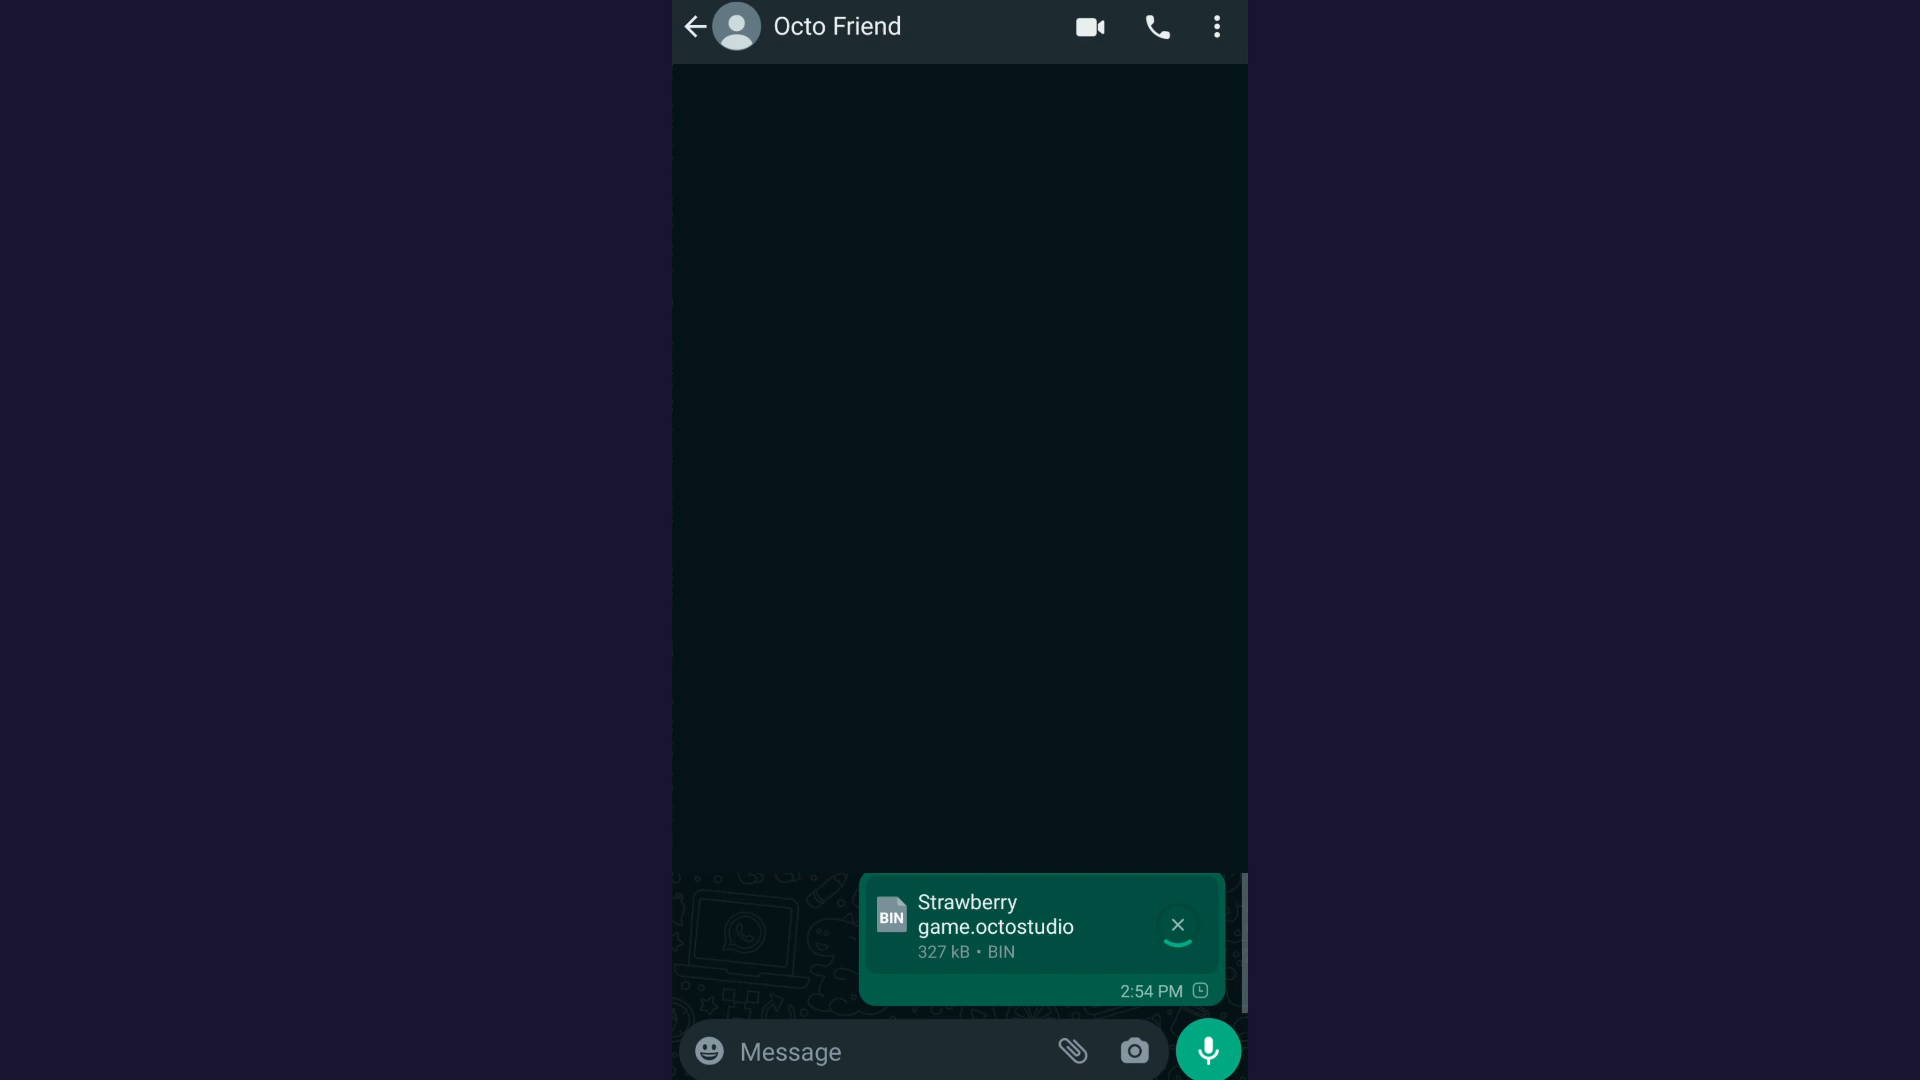 Octo Friend
BIN
Strawberry
game.octostudio
327 kB • BIN
2:54 PM
Message